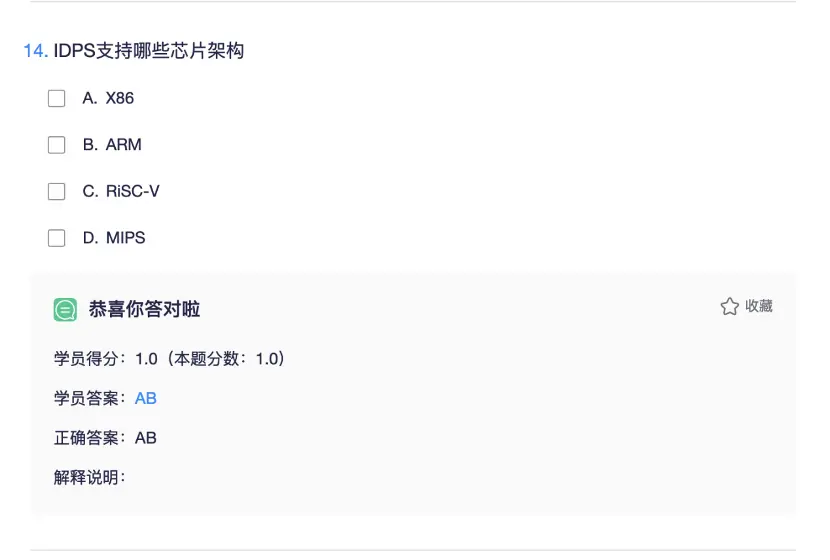 14. IDPS支持哪些芯片架构
A. X86
B. ARM
C. RiSC-V
D. MIPS
恭喜你答对啦
收藏
学员得分：1.0（本题分数：1.0）
学员答案：AB
正确答案：AB
解释说明：